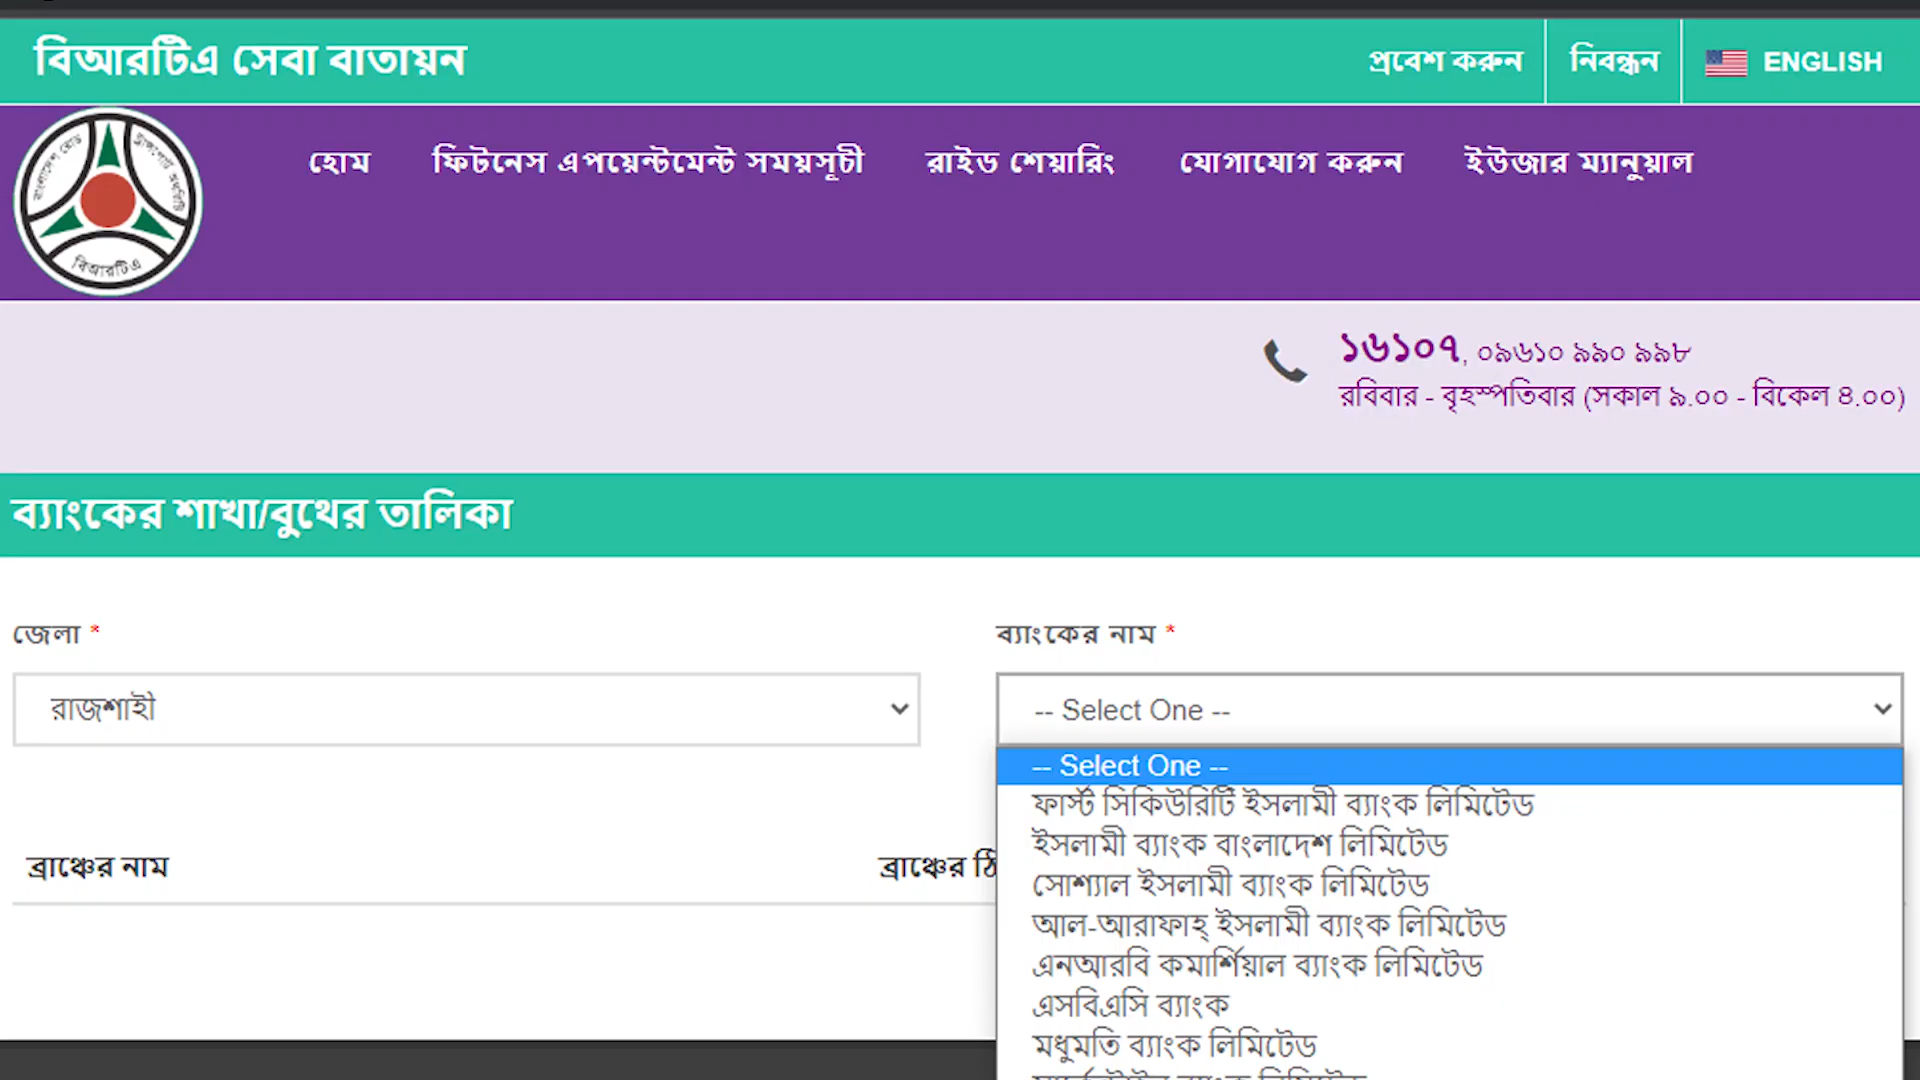 বিআরটিএ সেবা বাতায়ন
প্রবেশ করুন
নিবন্ধন
ENGLISH
হোম
ফিটনেস এপয়েন্টমেন্ট সময়সূচী
রাইড শেয়ারিং
যোগাযোগ করুন
ইউজার ম্যানুয়াল
বিআরটিএ
১৬১০৭, ০৯৬১০ ৯৯০ ৯৯৮
রবিবার - বৃহস্পতিবার (সকাল ৯.০০ - বিকেল ৪.০০)
ব্যাংকের শাখা/বুথের তালিকা
জেলা *
ব্যাংকের নাম *
রাজশাহী
-- Select One --
-- Select One --
ফার্স্ট সিকিউরিটি ইসলামী ব্যাংক লিমিটেড
ইসলামী ব্যাংক বাংলাদেশ লিমিটেড
সোশ্যাল ইসলামী ব্যাংক লিমিটেড
আল-আরাফাহ্ ইসলামী ব্যাংক লিমিটেড
এনআরবি কমার্শিয়াল ব্যাংক লিমিটেড
এসবিএসি ব্যাংক
মধুমতি ব্যাংক লিমিটেড
ব্রাঞ্চের নাম
ব্রাঞ্চের